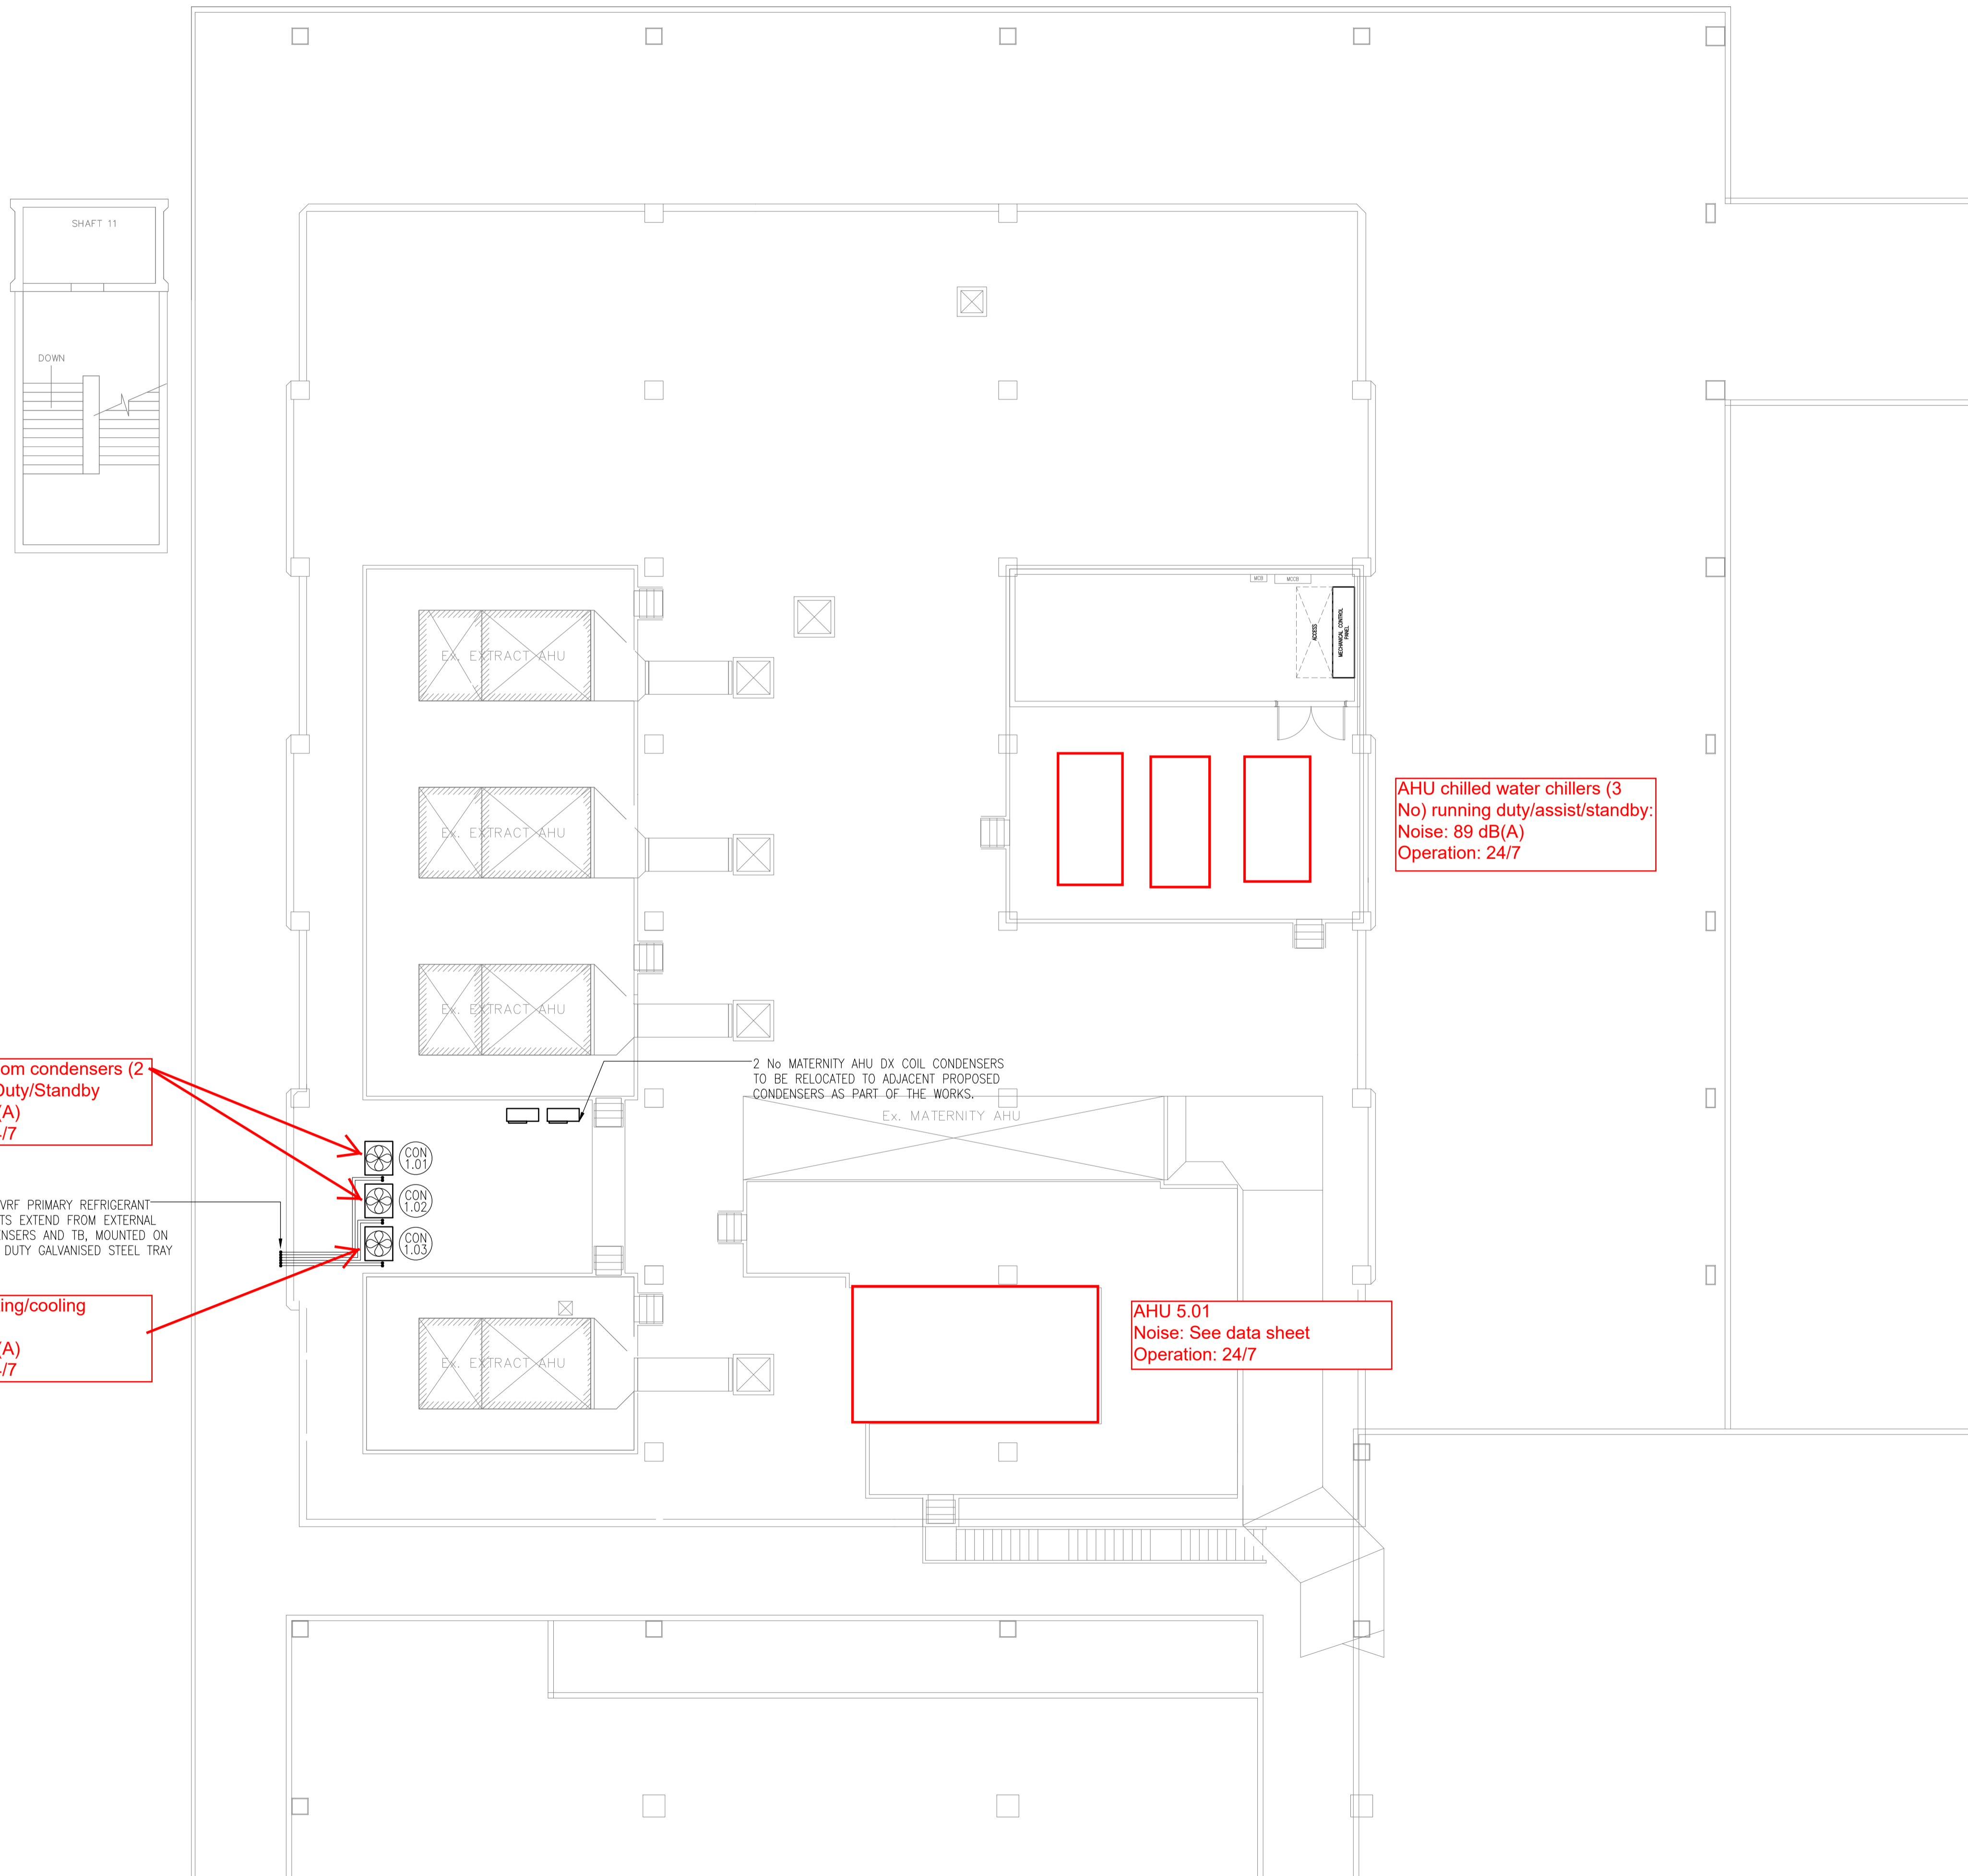 SHAFT 11
DOWN
Ex. EXTRACT AHU
MCB
MCCB
ACCESS
MECHANICAL CONTROL
PANEL
AHU chilled water chillers (3
No) running duty/assist/standby:
Noise: 89 dB(A)
Operation: 24/7
Ex. EXTRACT AHU
Ex. EXTRACT AHU
2 No MATERNITY AHU DX COIL CONDENSERS
TO BE RELOCATED TO ADJACENT PROPOSED
CONDENSERS AS PART OF THE WORKS.
Ex. MATERNITY AHU
om condensers (2
Duty/Standby
(A)
4/7
CON
1.01
CON
1.02
CON
1.03
VRF PRIMARY REFRIGERANT
TS EXTEND FROM EXTERNAL
ENSERS AND TB, MOUNTED ON
DUTY GALVANISED STEEL TRAY
ting/cooling
(A)
4/7
AHU 5.01
Noise: See data sheet
Operation: 24/7
Ex. EXTRACT AHU